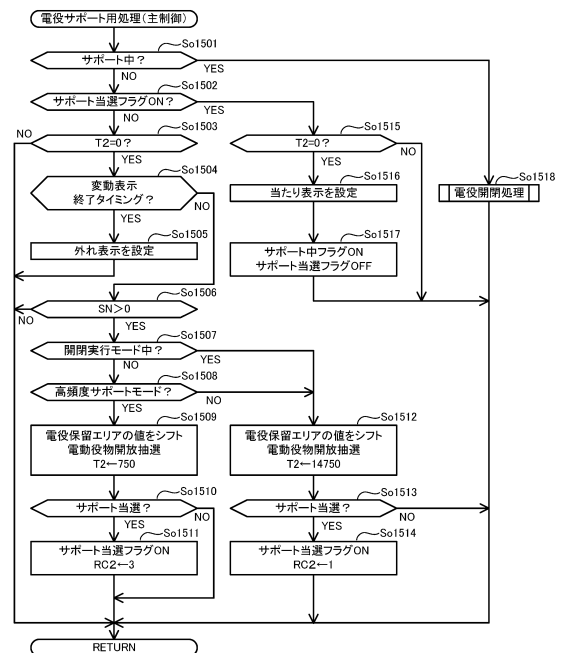 電役サポート用処理(主制御)
So1501
サポート中？
YES
NO
So1502
サポート当選フラグON？
YES
NO
So1503
NO
T2=0？
YES
So1515
T2=0？
NO
YES
So1504
変動表示
終了タイミング？
NO
YES
So1516
当たり表示を設定
So1518
電役開閉処理
So1505
外れ表示を設定
So1517
サポート中フラグON
サポート当選フラグOFF
So1506
SN＞0
NO
YES
So1507
開閉実行モード中？
YES
NO
So1508
高頻度サポートモード？
NO
YES
So1509
電役保留エリアの値をシフト
電動役物開放抽選
T2←750
So1512
電役保留エリアの値をシフト
電動役物開放抽選
T2←14750
So1510
サポート当選？
NO
YES
So1513
サポート当選？
NO
YES
So1511
サポート当選フラグON
RC2←3
So1514
サポート当選フラグON
RC2←1
RETURN